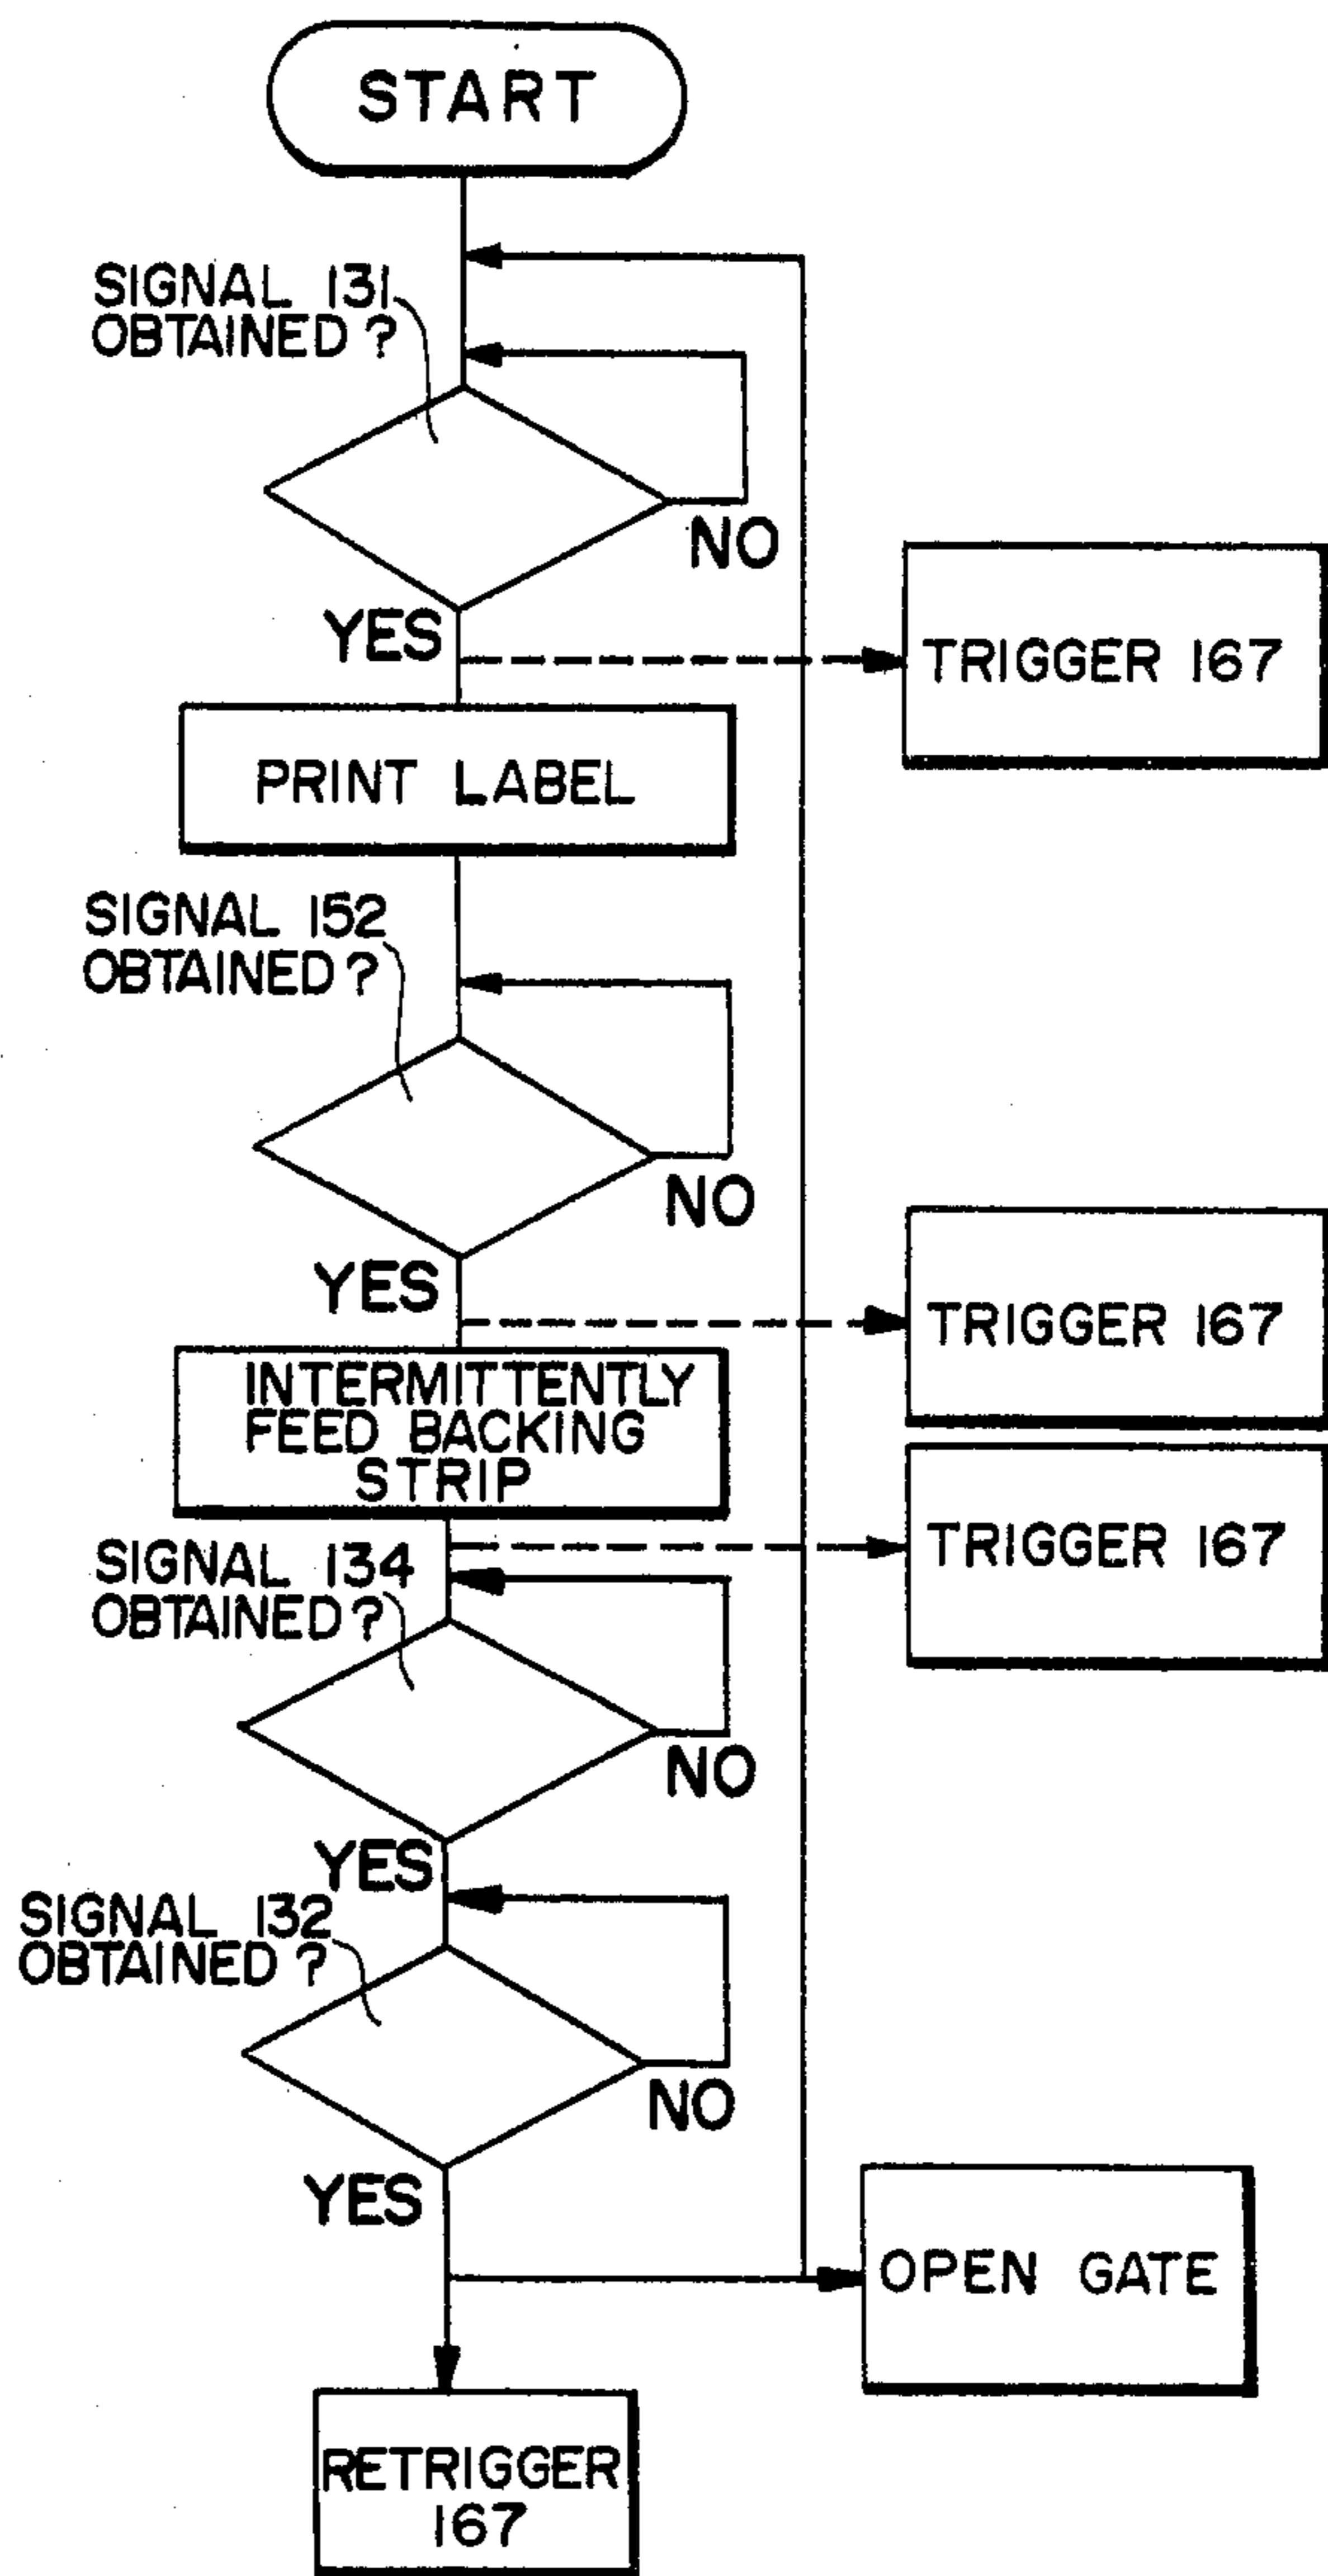 START
SIGNAL 131
OBTAINED ?
NO
YES
TRIGGER 167
PRINT LABEL
SIGNAL 152
OBTAINED ?
NO
YES
TRIGGER 167
INTERMITTENTLY
FEED BACKING
STRIP
TRIGGER 167
SIGNAL 134
OBTAINED ?
NO
YES
SIGNAL 132
OBTAINED ?
NO
YES
OPEN GATE
RETRIGGER
167